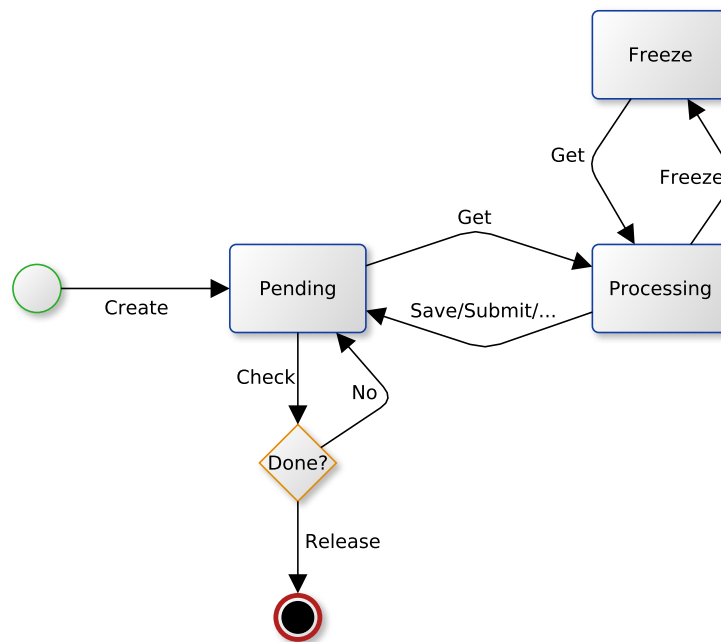 Freeze
Get
Freeze
Get
Pending
Processing
Create
Save/Submit/...
Check
No
Done?
Release